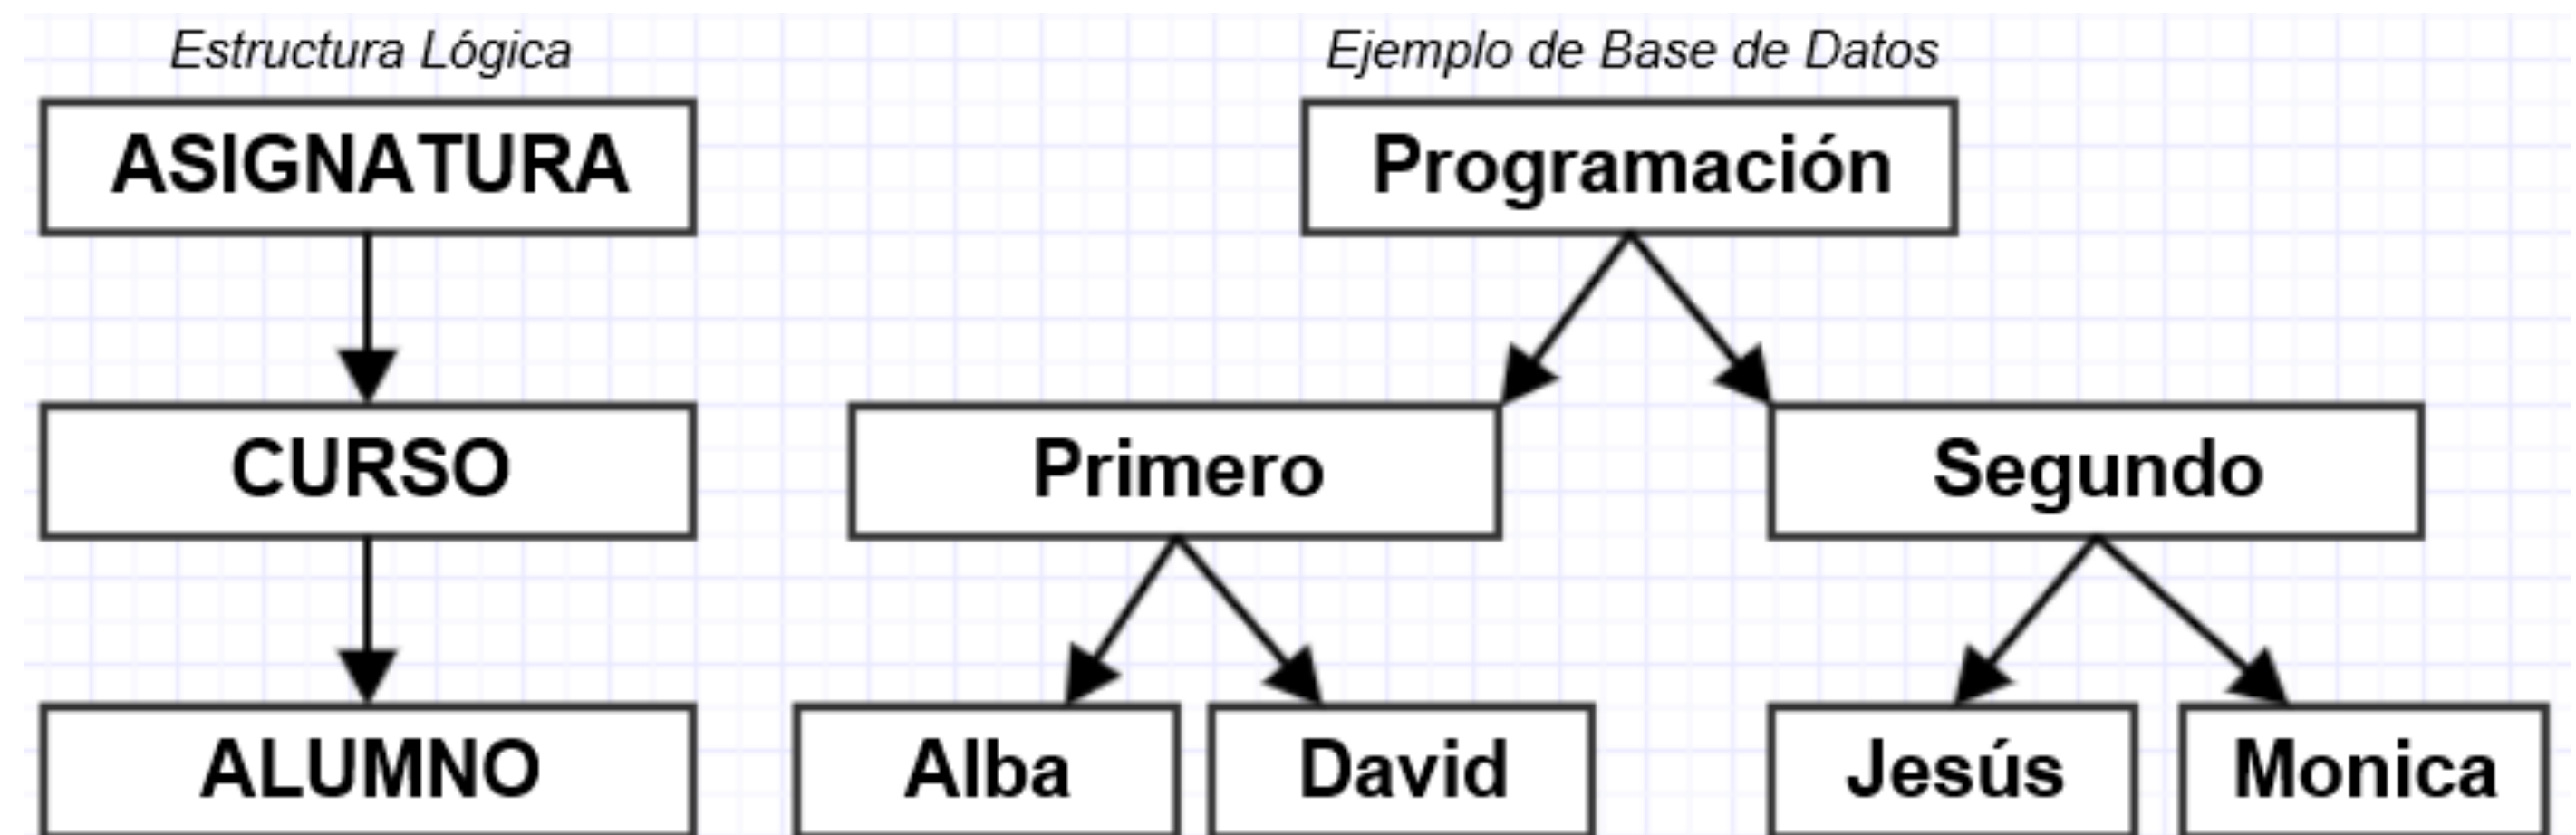 Estructura Lógica
Ejemplo de Base de Datos
ASIGNATURA
Programación
CURSO
Primero
Segundo
ALUMNO
Alba
David
Jesús
Monica